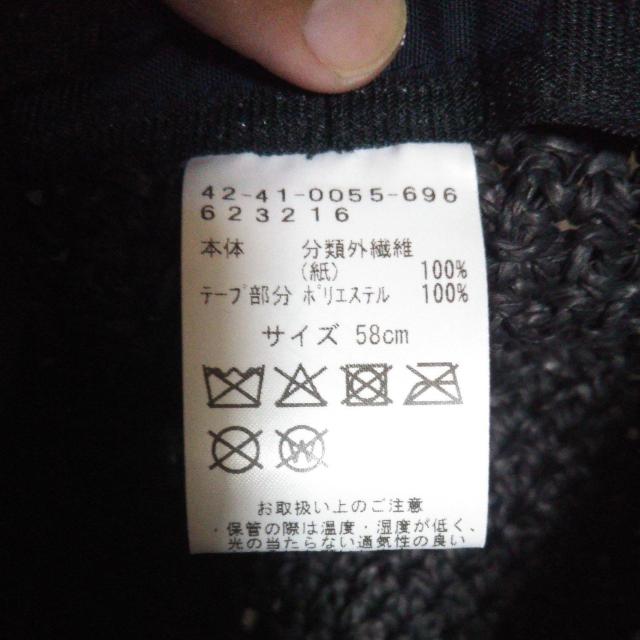 42-41-0055-696
623216
本体 分類外繊維
(紙) 100%
テープ部分 ポリエステル 100%
サイズ 58cm
W
お取扱い上のご注意
・保管の際は温度・湿度が低く、
光の当たらない通気性の良い